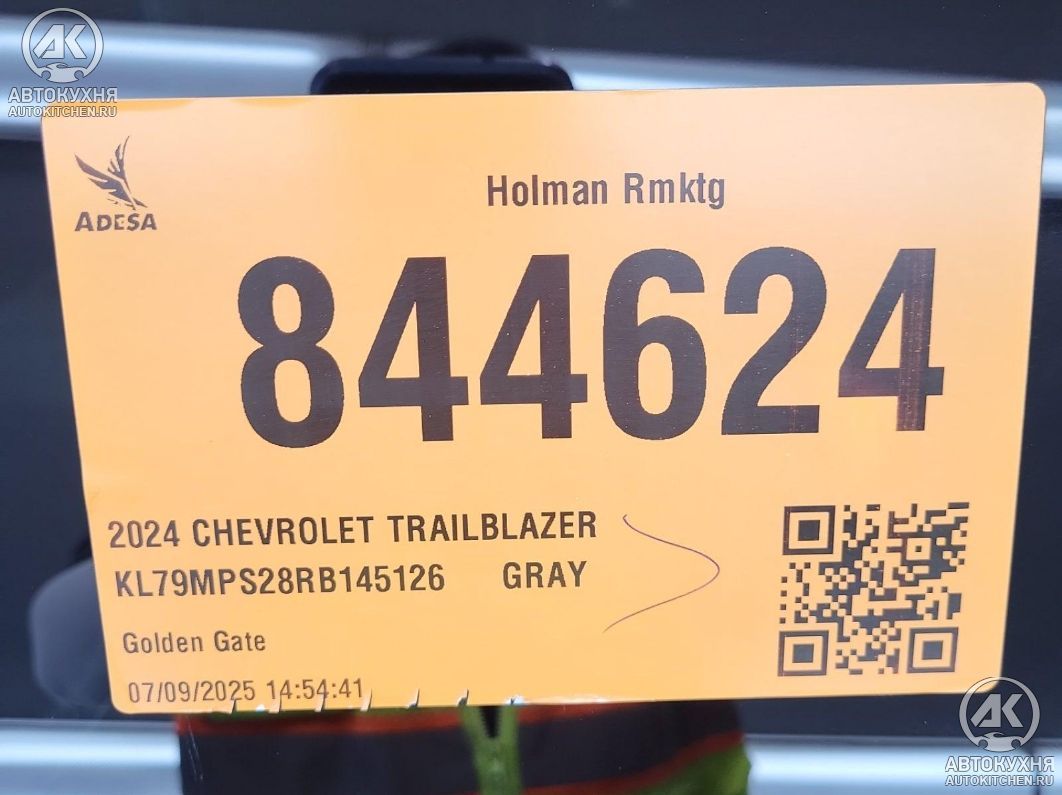 АВТОКУХНЯ
AUTOKITCHEN.RU
ADESA
Holman Rmktg
844624
2024 CHEVROLET TRAILBLAZER
KL79MPS28RB145126 GRAY
Golden Gate
07/09/2025 14:54:41
АВТОКУХНЯ
AUTOKITCHEN.RU